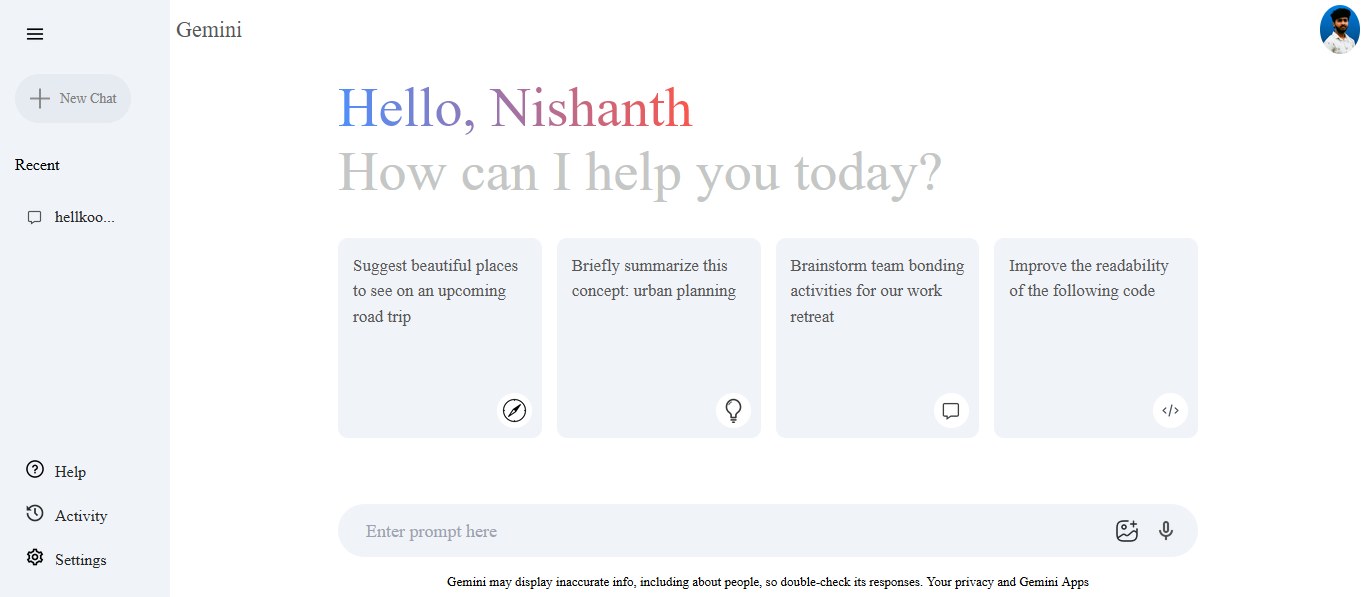 Gemini
New Chat
Recent
hellkoo...
Help
Activity
Settings
Hello, Nishanth
How can I help you today?
Suggest beautiful places
to see on an upcoming
road trip
Briefly summarize this
concept: urban planning
Brainstorm team bonding
activities for our work
retreat
Improve the readability
of the following code
Enter prompt here
Gemini may display inaccurate info, including about people, so double-check its responses. Your privacy and Gemini Apps